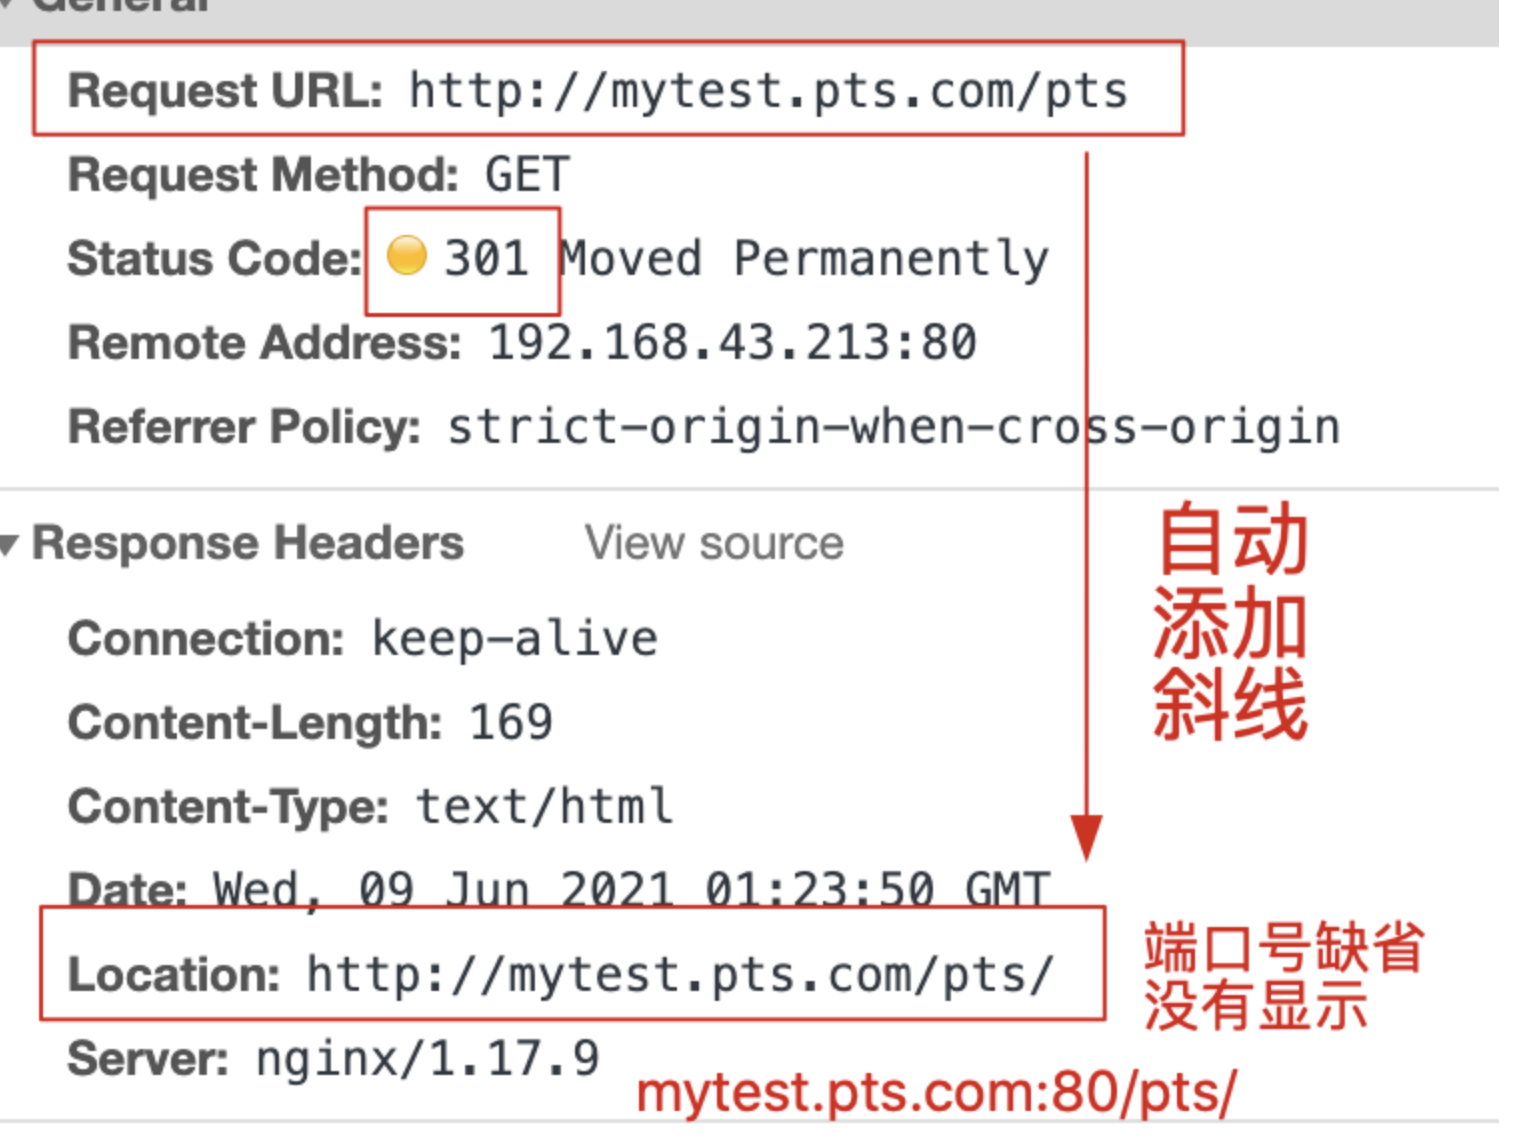 General
Request URL: http://mytest.pts.com/pts
Request Method: GET
Status Code: 301 Moved Permanently
Remote Address: 192.168.43.213:80
Referrer Policy: strict-origin-when-cross-origin
自动
添加
斜线
Response Headers View source
Connection: keep-alive
Content-Length: 169
Content-Type: text/html
Date: Wed, 09 Jun 2021 01:23:50 GMT
Location: http://mytest.pts.com/pts/
端口号缺省
没有显示
Server: nginx/1.17.9
mytest.pts.com:80/pts/